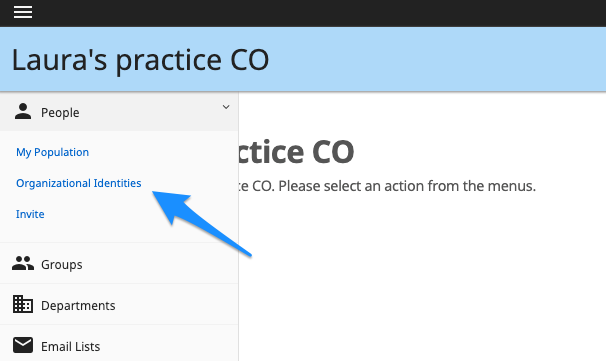 Laura's practice CO
People
My Population
Organizational Identities
Invite
Groups
Departments
Email Lists
ctice CO
e CO. Please select an action from the menus.